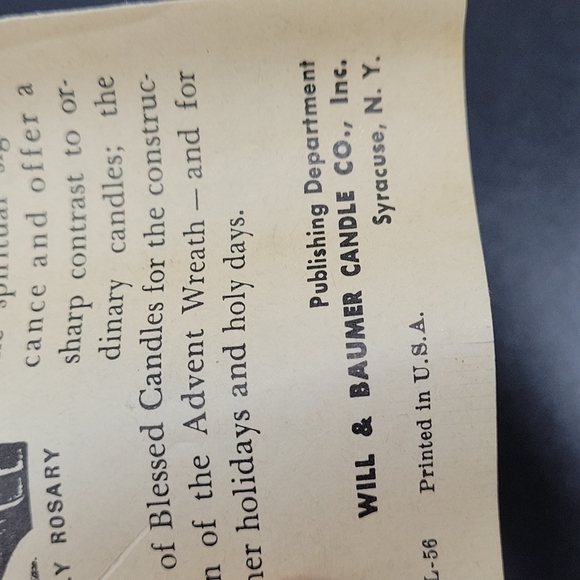 cance and offer a
sharp contrast to or-
dinary candles; the
of Blessed Candles for the construc-
of the Advent Wreath — and for
holidays and holy days.
ROSARY
Publishing Department
WILL & BAUMER CANDLE CO., Inc.
Syracuse, N. Y.
Printed in U.S.A.
L-56